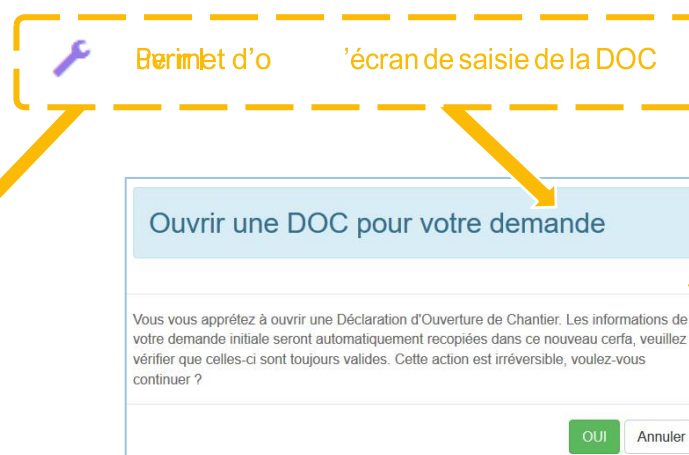 et d'o 'écran de saisie de la DOC
Ouvrir une DOC pour votre demande
Vous vous apprétez à ouvrir une Déclaration d'Ouverture de Chantier. Les informations de
votre demande initiale seront automatiquement recopiées dans ce nouveau cerfa, veuillez
vérifier que celles-ci sont toujours valides. Cette action est irréversible, voulez-vous
continuer ?
OUI Annuler